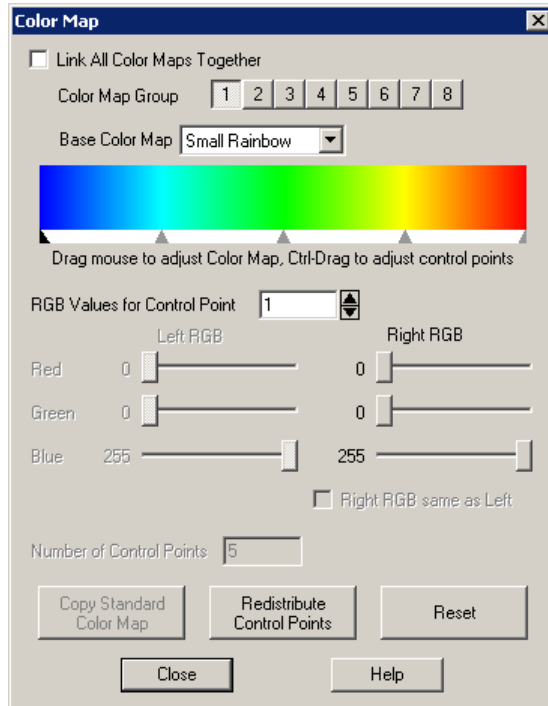 Color Map
Link All Color Maps Together
Color Map Group 1 2 3 4 5 6 7 8
Base Color Map Small Rainbow
Drag mouse to adjust Color Map, Ctrl-Drag to adjust control points
RGB Values for Control Point 1
Left RGB Right RGB
Red 0 0
Green 0 0
Blue 255 255
Right RGB same as Left
Number of Control Points 5
Copy Standard Color Map
Redistribute Control Points
Reset
Close Help